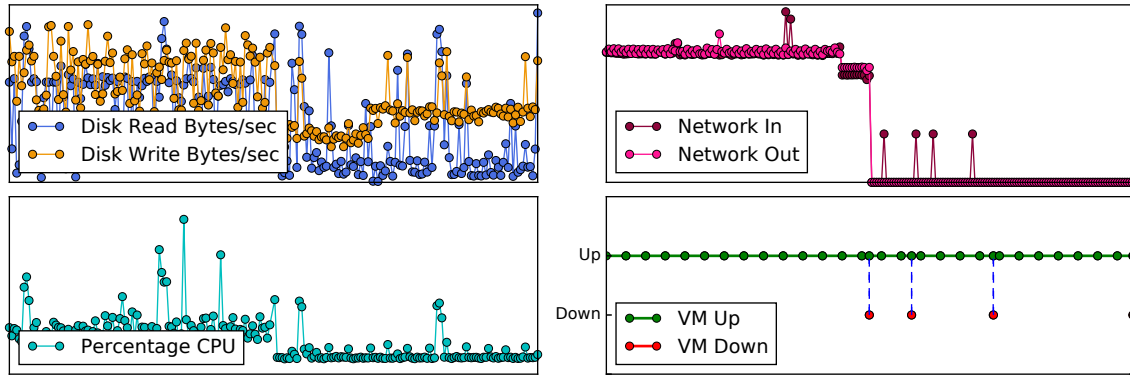 Disk Read Bytes/sec
Disk Write Bytes/sec
Network In
Network Out
Percentage CPU
Up
Down
VM Up
VM Down